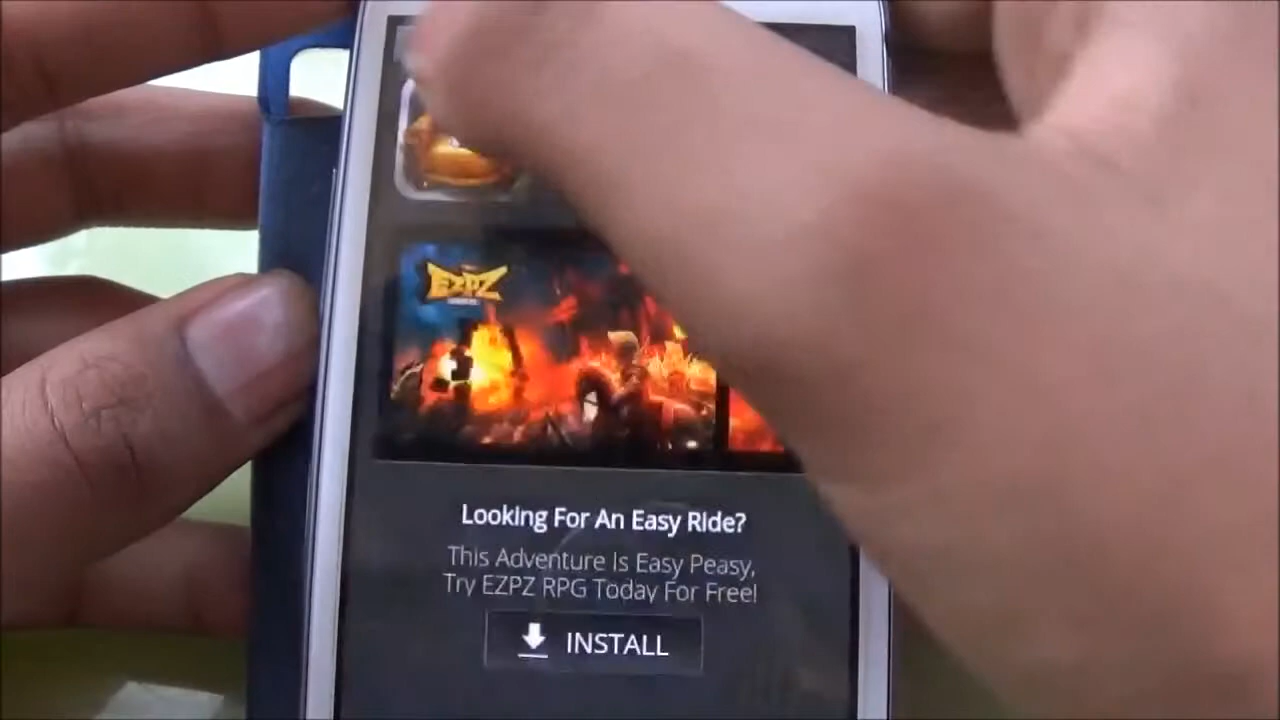 EZPZ
Looking For An Easy Ride?
This Adventure Is Easy Peasy,
Try EZPZ RPG Today For Free!
INSTALL